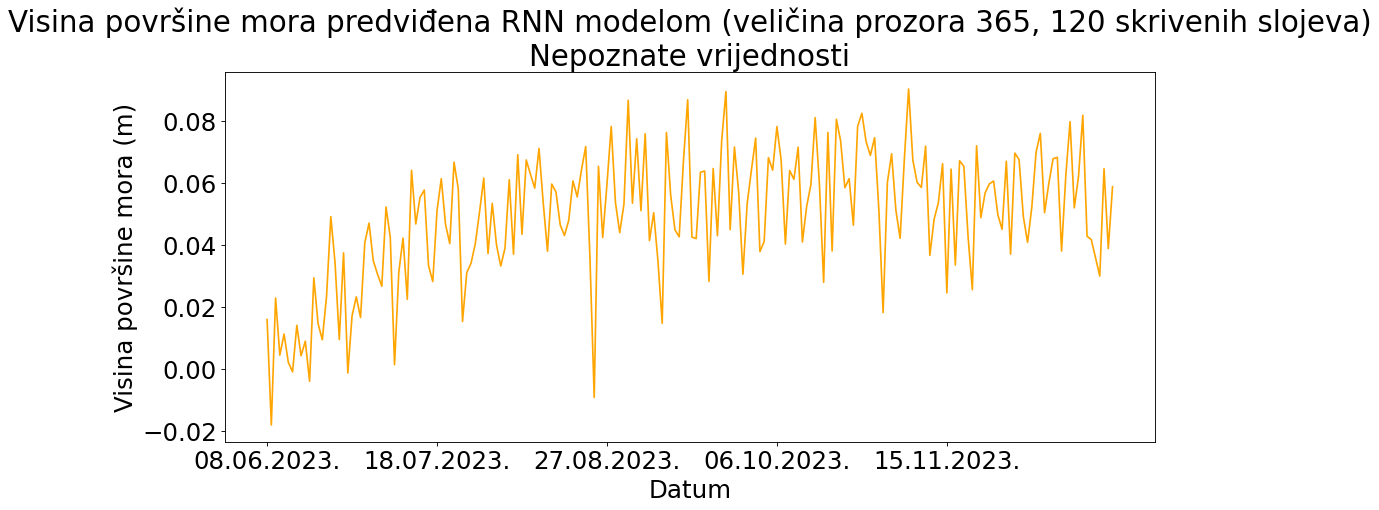 Visina površine mora predviđena RNN modelom (veličina prozora 365, 120 skrivenih slojeva)
Nepoznate vrijednosti
Visina površine mora (m)
0.08
0.06
0.04
0.02
0.00
−0.02
08.06.2023. 18.07.2023. 27.08.2023. 06.10.2023. 15.11.2023.
Datum